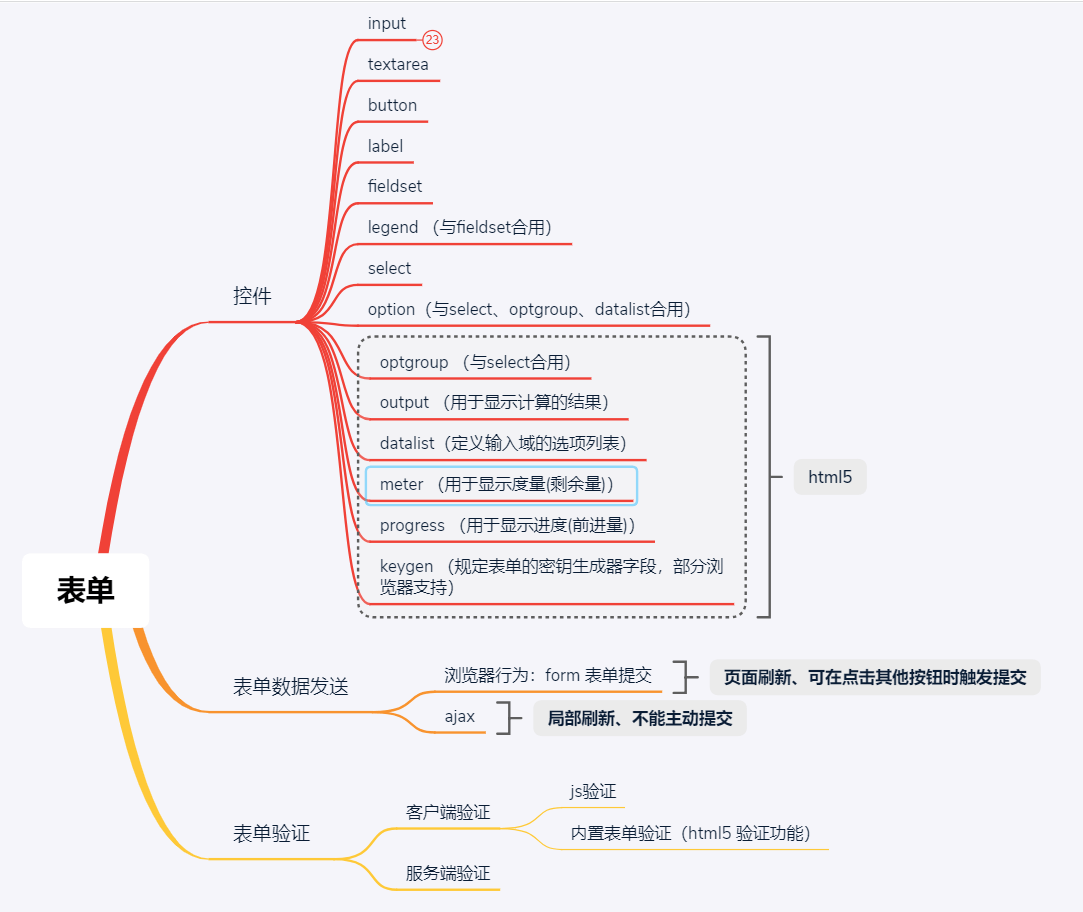 input
23
textarea
button
label
fieldset
legend （与fieldset合用）
select
控件
option（与select、optgroup、datalist合用）
optgroup （与select合用）
output （用于显示计算的结果）
datalist（定义输入域的选项列表）
meter （用于显示度量(剩余量)）
html5
progress （用于显示进度(前进量)）
keygen （规定表单的密钥生成器字段，部分浏
览器支持）
表单
浏览器行为：form 表单提交
页面刷新、可在点击其他按钮时触发提交
表单数据发送
ajax
局部刷新、不能主动提交
js验证
客户端验证
表单验证
内置表单验证（html5 验证功能）
服务端验证